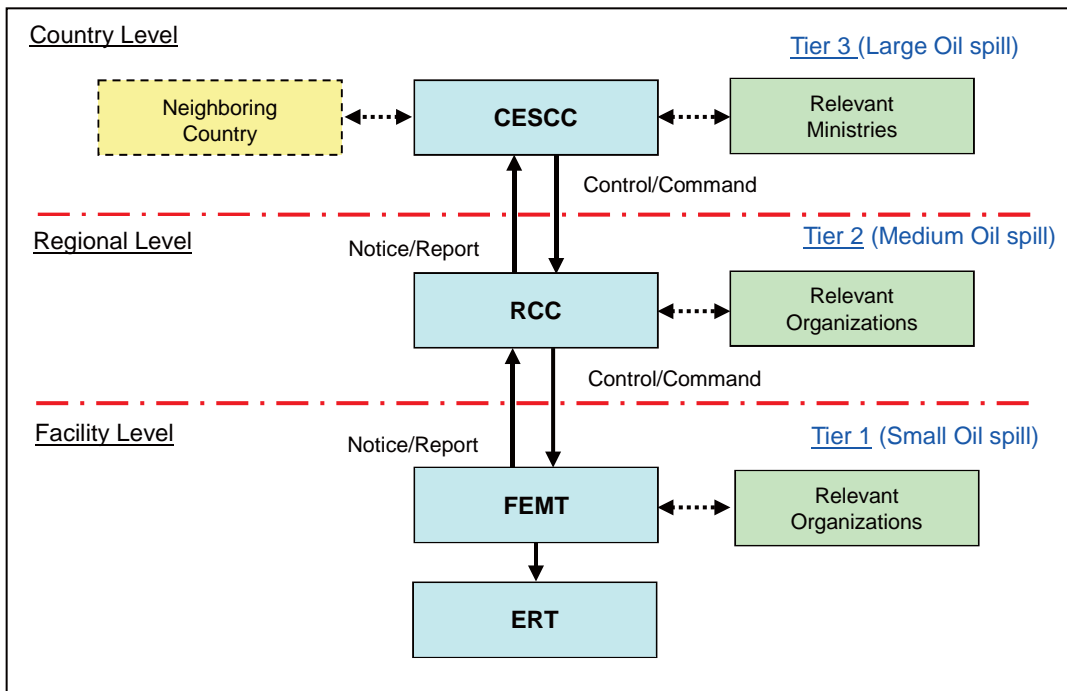 Country Level
Tier 3 (Large Oil spill)
Neighboring
Country
CESCC
Relevant
Ministries
Control/Command
Regional Level
Tier 2 (Medium Oil spill)
Notice/Report
RCC
Relevant
Organizations
Control/Command
Facility Level
Tier 1 (Small Oil spill)
Notice/Report
FEMT
Relevant
Organizations
ERT